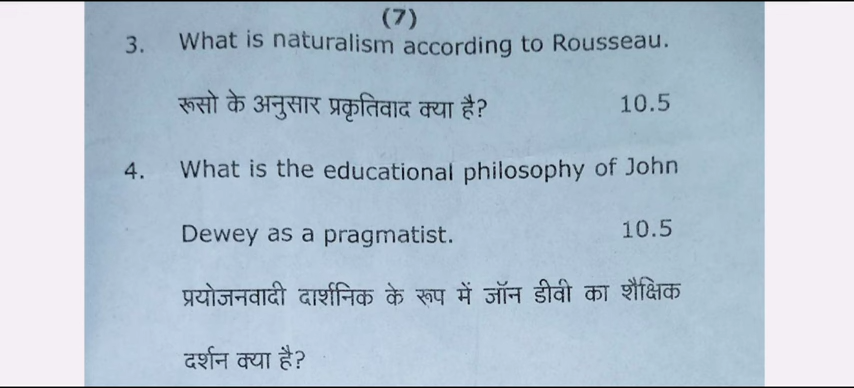 (7)
3. What is naturalism according to Rousseau.
रूसो के अनुसार प्रकृतिवाद क्या है? 10.5
4. What is the educational philosophy of John
Dewey as a pragmatist. 10.5
प्रयोजनवादी दार्शनिक के रूप में जॉन डीवी का शैक्षिक
दर्शन क्या है?